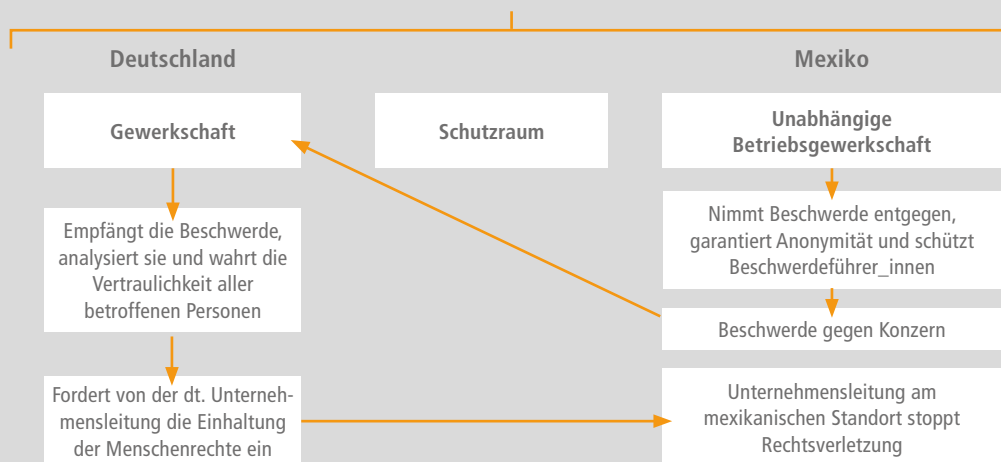 Deutschland
Mexiko
Gewerkschaft
Schutzraum
Unabhängige
Betriebsgewerkschaft
Empfängt die Beschwerde,
analysiert sie und wahrt die
Vertraulichkeit aller
betroffenen Personen
Nimmt Beschwerde entgegen,
garantiert Anonymität und schützt
Beschwerdeführer_innen
Beschwerde gegen Konzern
Fordert von der dt. Unterneh-
mensleitung die Einhaltung
der Menschenrechte ein
Unternehmensleitung am
mexikanischen Standort stoppt
Rechtsverletzung